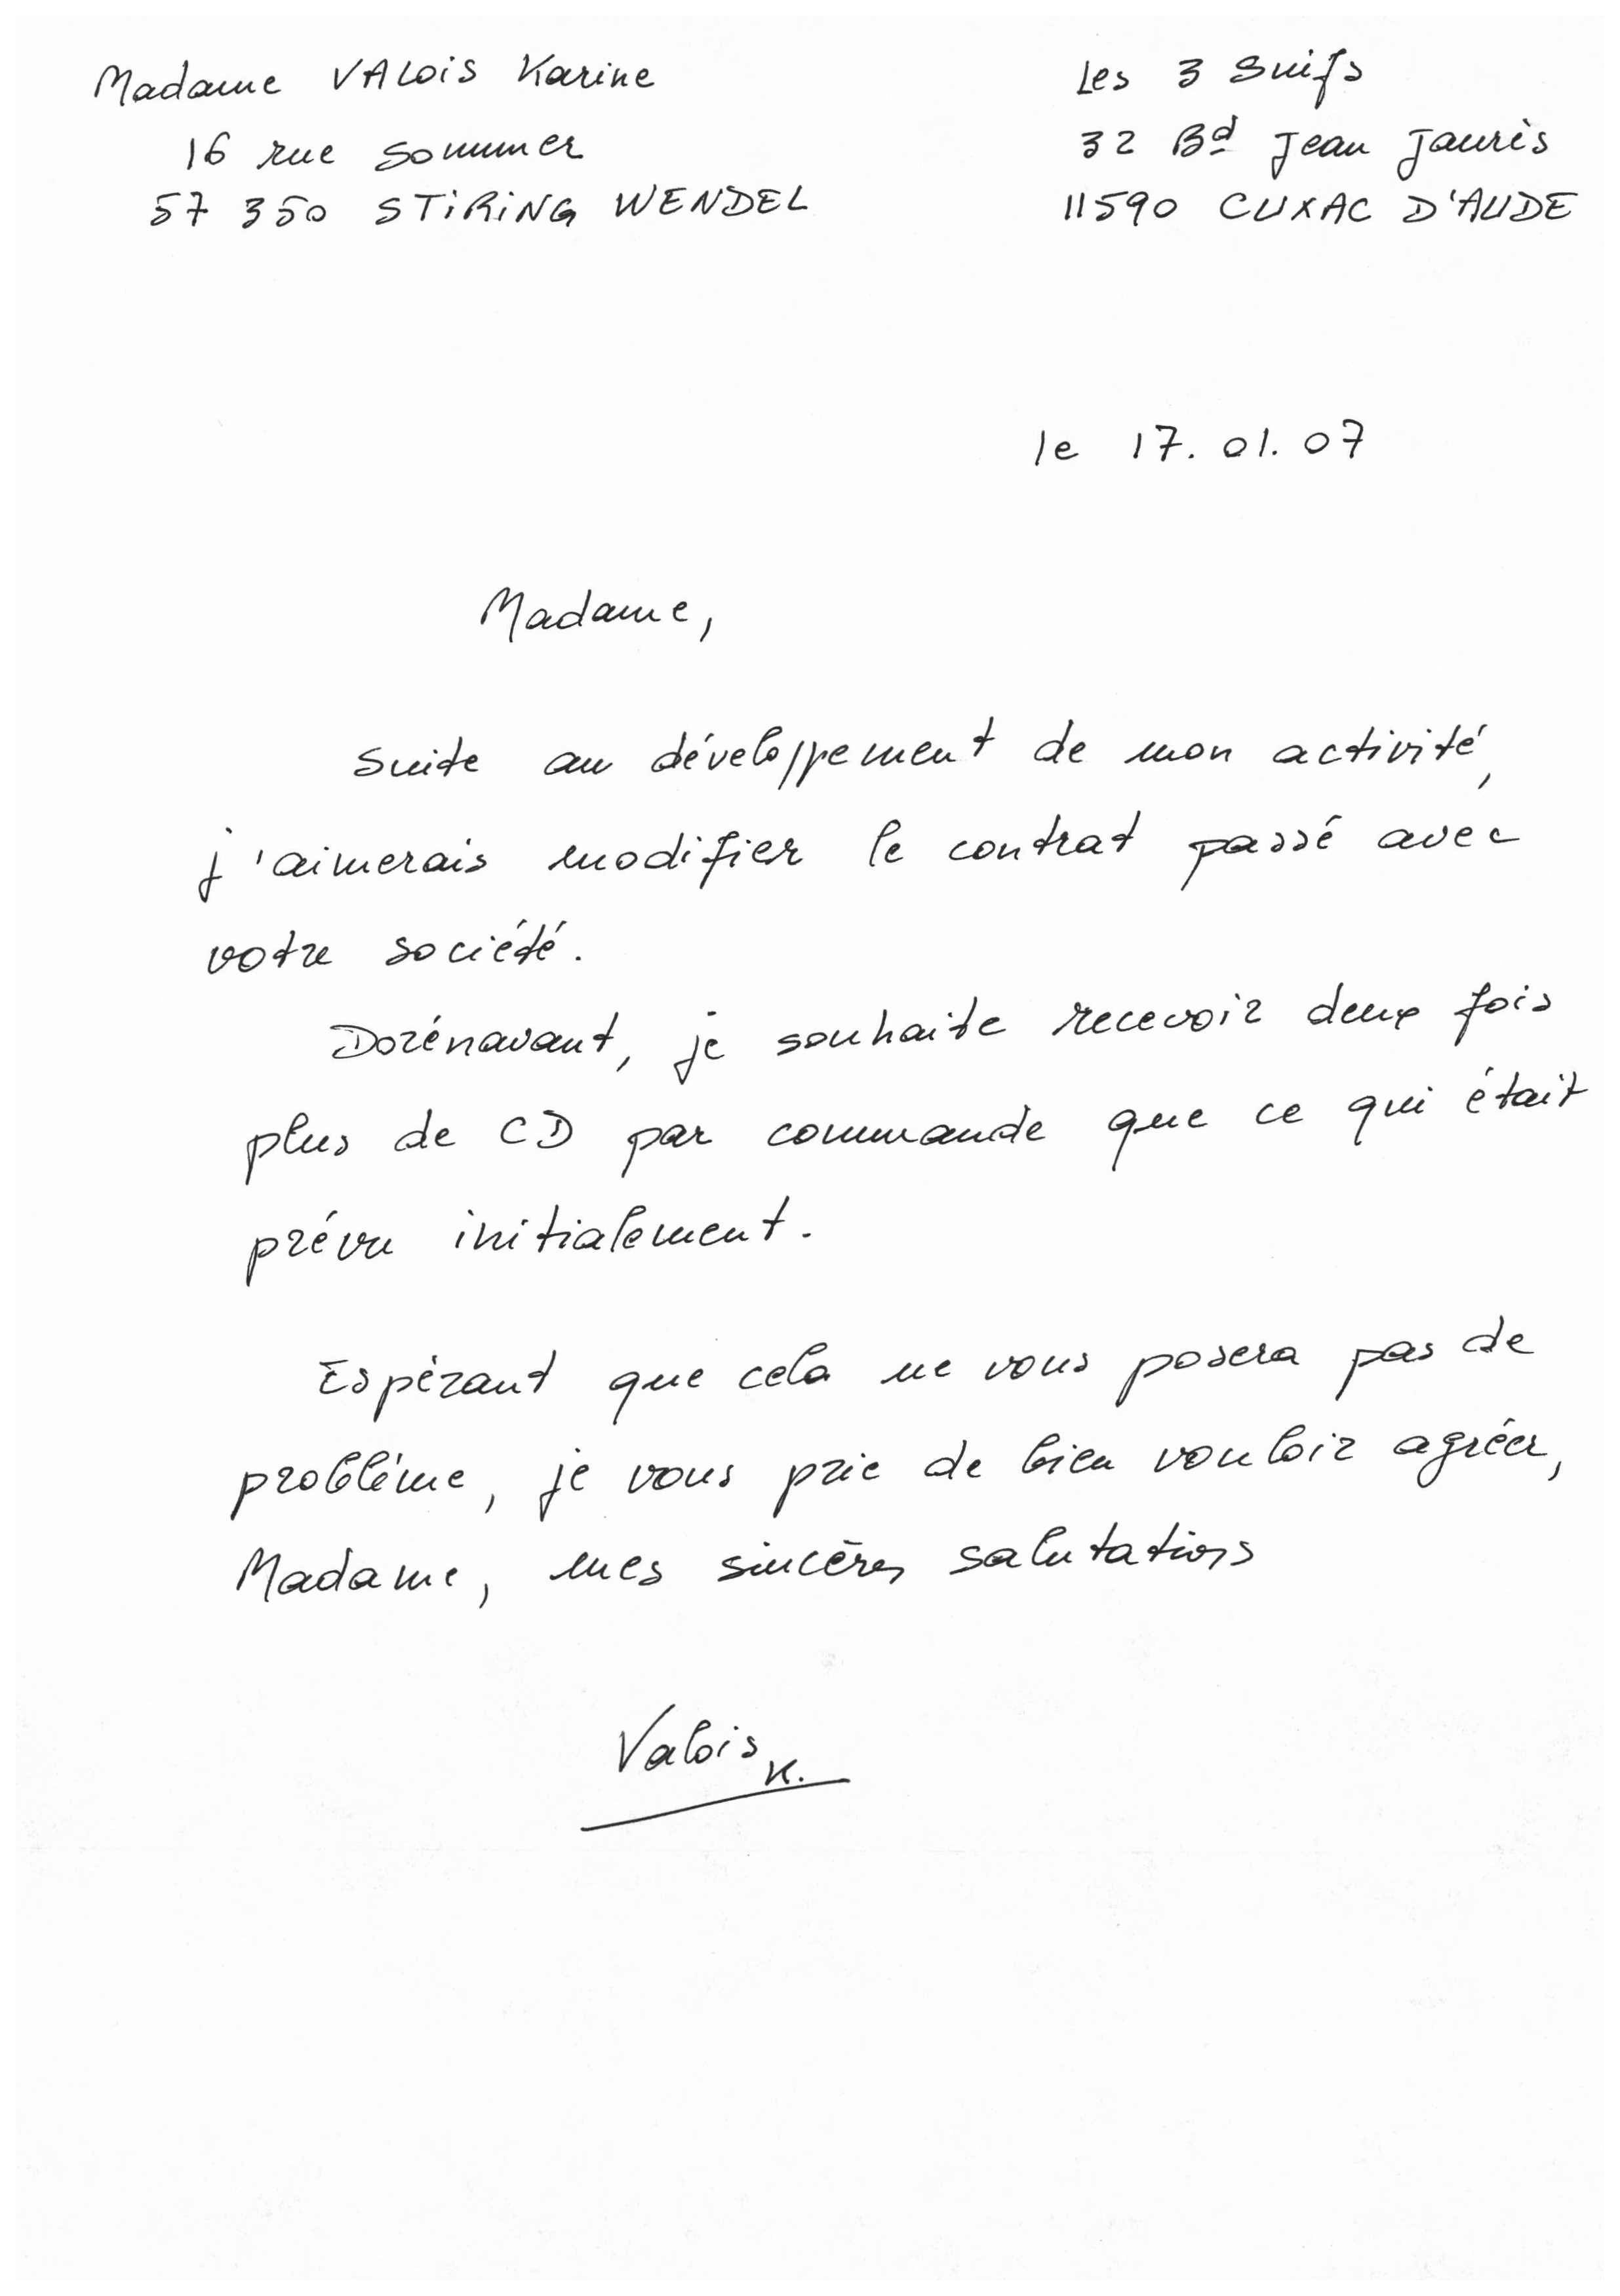 Madame VALOIS Karine
16 rue Sommer
57 350 STIRING WENDEL
Les 3 Suifs
32 Bd Jean Jaurès
11590 CUXAC D'AUDE
le 17.01.07
Madame,
Suite au développement de mon activité,
j'aimerais modifier le contrat passé avec
votre société.
Dorénavant, je souhaite recevoir deux fois
plus de CD par commande que ce qui était
prévu initialement.
Espérant que cela ne vous posera pas de
problème, je vous prie de bien vouloir agréer,
Madame, mes sincères salutations
Valois K.